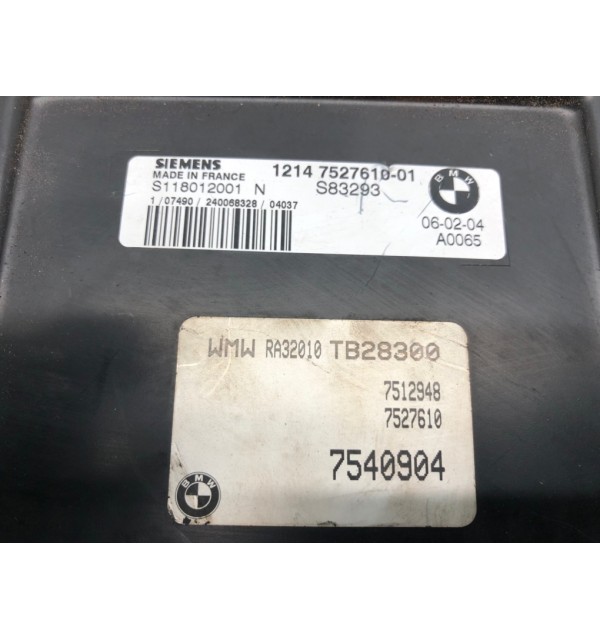 SIEMENS 1214 7527610-01
MADE IN FRANCE
S118012001 N S83293
1/07490/240068328/04037
BMW
06-02-04
A0065
WMW RA32010 TB28300
7512948
7527610
7540904
BMW